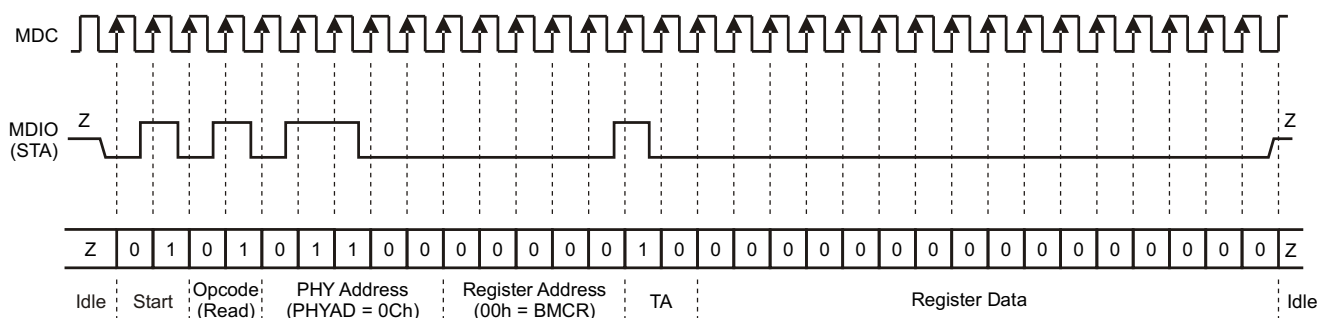 MDC
Z
Z
MDIO
(STA)
Z 0 1 0 1 0 1 1 0 0 0 0 0 0 0 1 0 0 0 0 0 0 0 0 0 0 0 0 0 0 0 0 0 Z
Idle Start Opcode (Read) PHY Address (PHYAD = 0Ch) Register Address (00h = BMCR) TA Register Data Idle